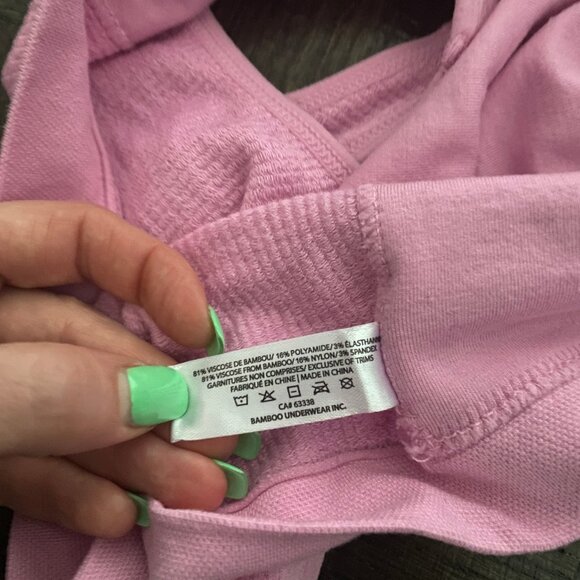 81% VISCOSE DE BAMBOU/ 16% POLYAMIDE/ 3% ÉLASTHANNE
81% VISCOSE FROM BAMBOO/ 16% NYLON/ 3% SPANDEX
GARNITURES NON COMPRISES/ EXCLUSIVE OF TRIMS
FABRIQUÉ EN CHINE | MADE IN CHINA
CA# 63338
BAMBOO UNDERWEAR INC.